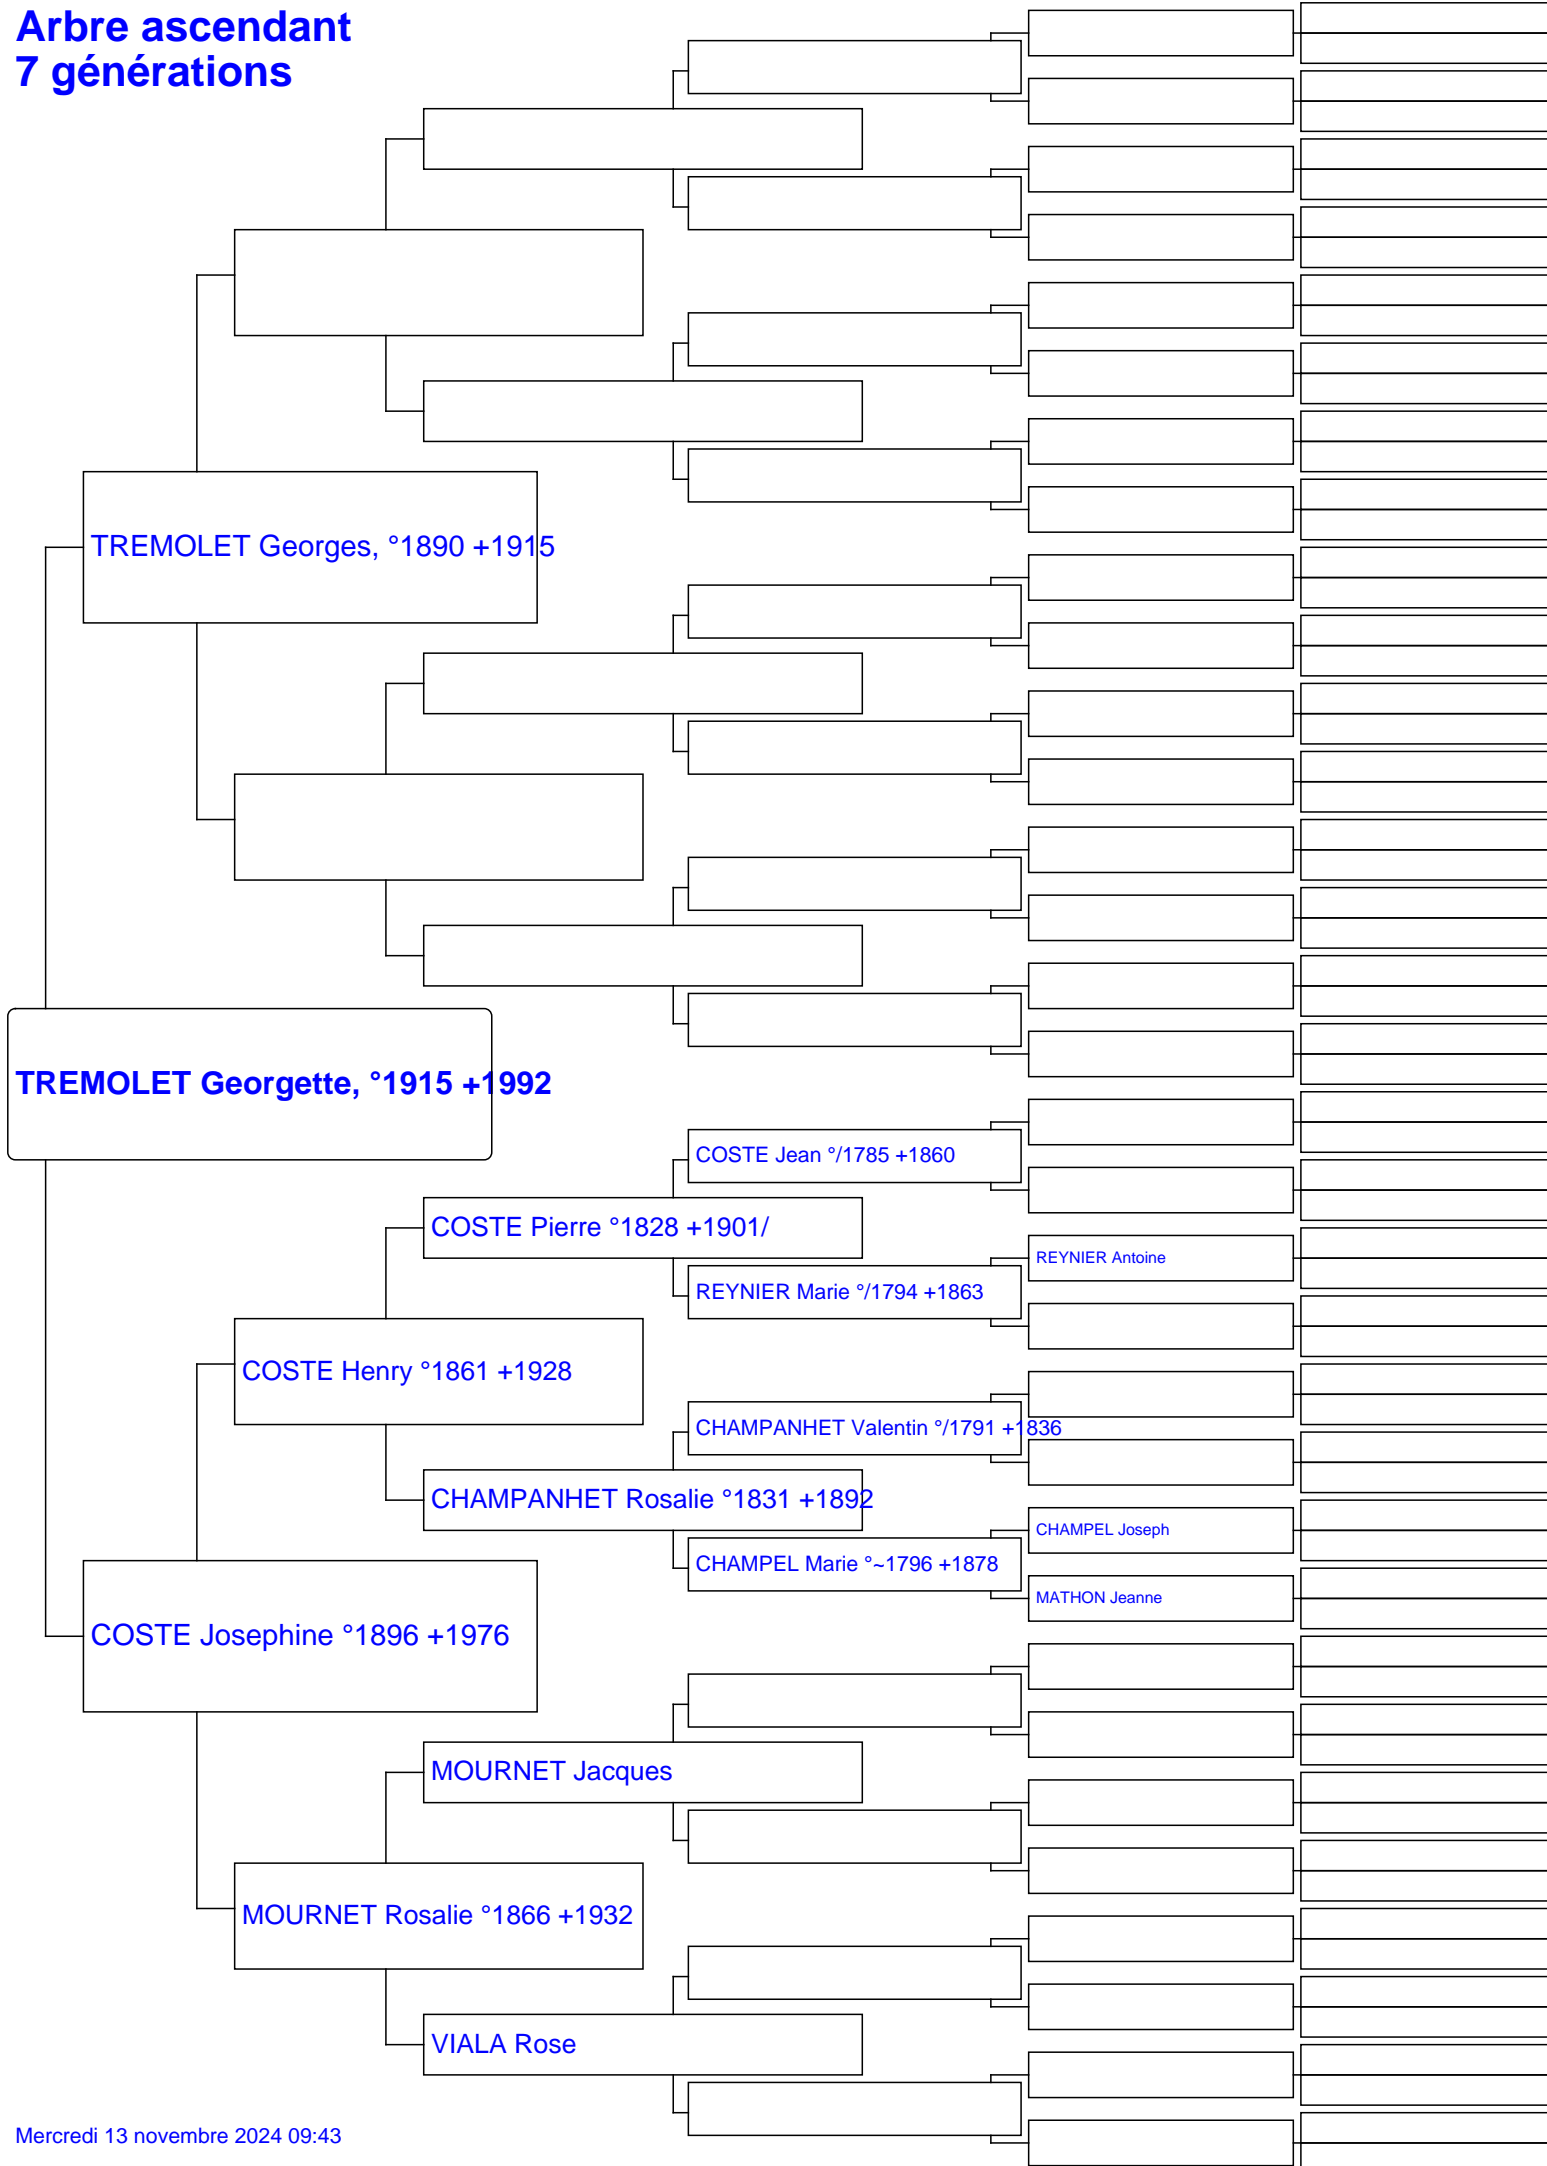 Arbre ascendant
7 générations
TREMOLET Georges, °1890 +1915
TREMOLET Georgette, °1915 +1992
COSTE Jean °/1785 +1860
COSTE Pierre °1828 +1901/
REYNIER Antoine
REYNIER Marie °/1794 +1863
COSTE Henry °1861 +1928
CHAMPANHET Valentin °/1791 +1836
CHAMPANHET Rosalie °1831 +1892
CHAMPEL Joseph
CHAMPEL Marie °~1796 +1878
MATHON Jeanne
COSTE Josephine °1896 +1976
MOURNET Jacques
MOURNET Rosalie °1866 +1932
VIALA Rose
Mercredi 13 novembre 2024 09:43